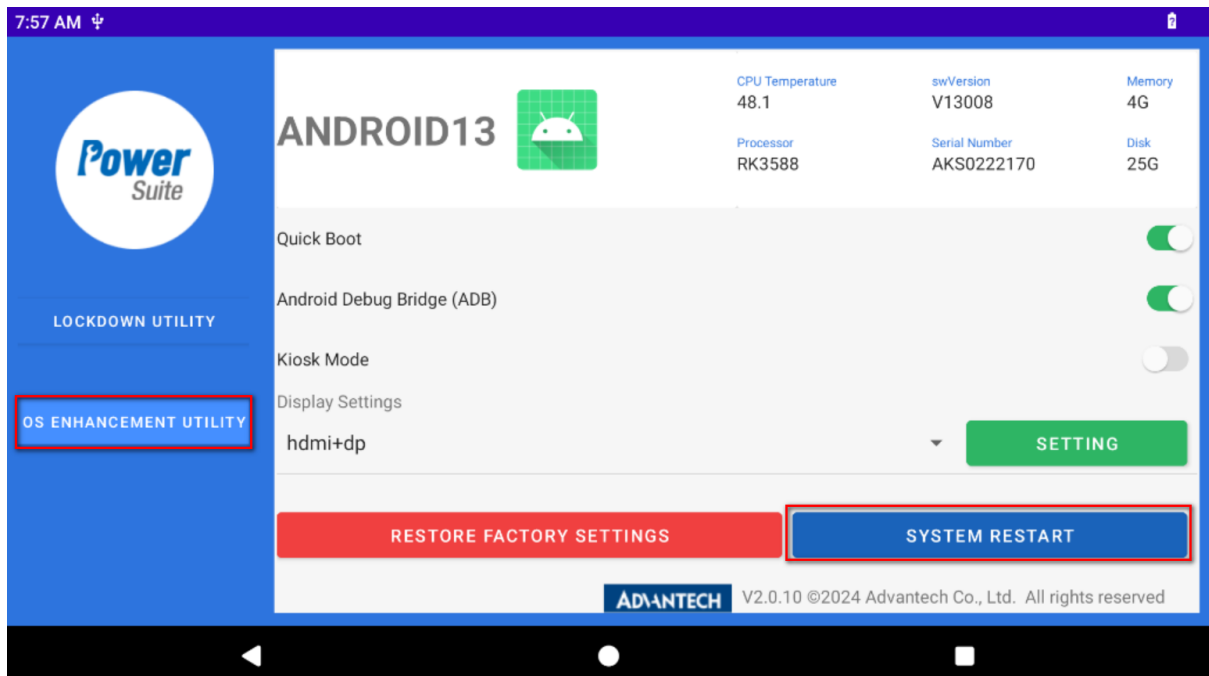 7:57 AM
Power
Suite
LOCKDOWN UTILITY
OS ENHANCEMENT UTILITY
ANDROID13
CPU Temperature
48.1
swVersion
V13008
Memory
4G
Processor
RK3588
Serial Number
AKS0222170
Disk
25G
Quick Boot
Android Debug Bridge (ADB)
Kiosk Mode
Display Settings
hdmi+dp
SETTING
RESTORE FACTORY SETTINGS
SYSTEM RESTART
ADVANTECH V2.0.10 ©2024 Advantech Co., Ltd. All rights reserved